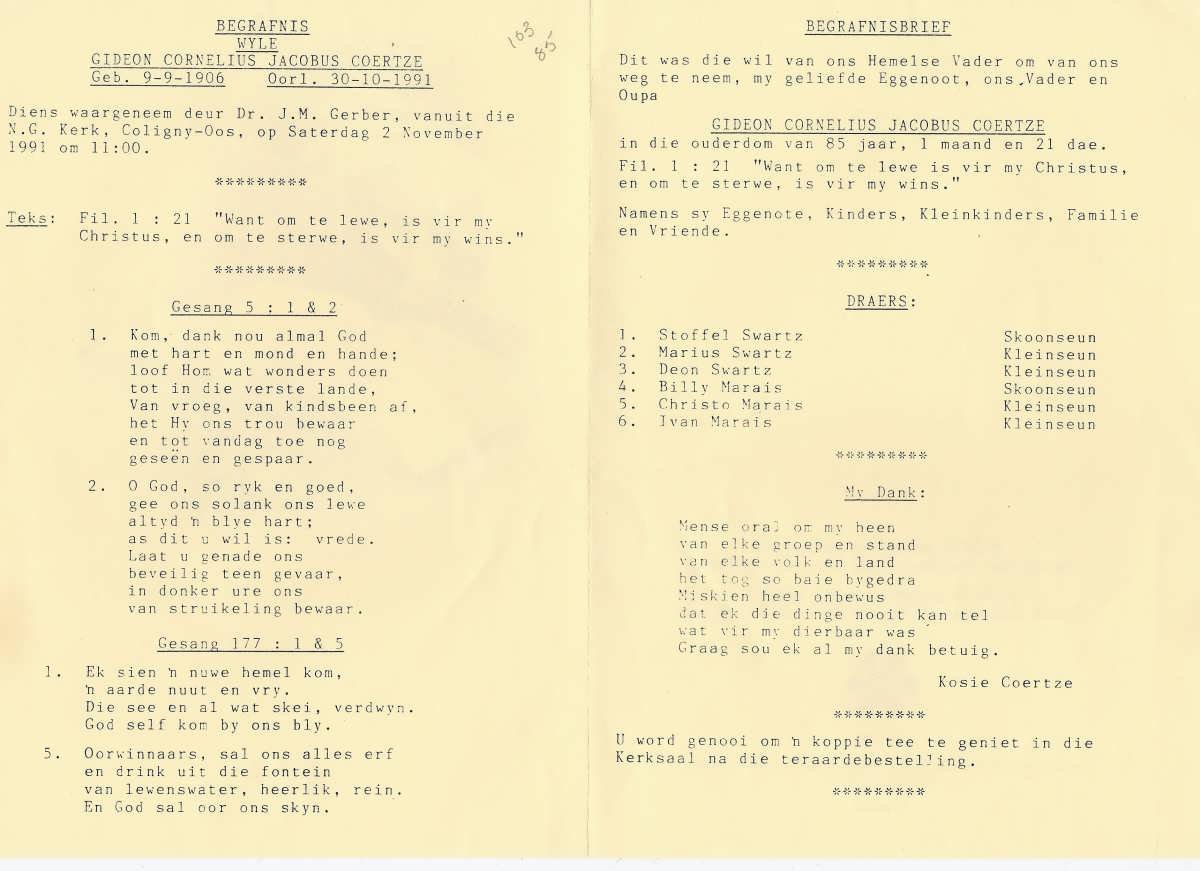 BEGRAFNIS
WYLE
GIDEON CORNELIUS JACOBUS COERTZE
Geb. 9-9-1906 Oorl. 30-10-1991
103
85
Diens waargeneem deur Dr. J.M. Gerber, vanuit die
N.G. Kerk, Coligny-Oos, op Saterdag 2 November
1991 om 11:00.
*********
Teks: Fil. 1 : 21 "Want om te lewe, is vir my
Christus, en om te sterwe, is vir my wins."
*********
Gesang 5 : 1 & 2
1. Kom, dank nou almal God
met hart en mond en hande;
loof Hom wat wonders doen
tot in die verste lande,
Van vroeg, van kindsbeen af,
het Hy ons trou bewaar
en tot vandag toe nog
geseën en gespaar.
2. O God, so ryk en goed,
gee ons solank ons lewe
altyd 'n blye hart;
as dit u wil is: vrede.
Laat u genade ons
beveilig teen gevaar,
in donker ure ons
van struikeling bewaar.
Gesang 177 : 1 & 5
1. Ek sien 'n nuwe hemel kom,
'n aarde nuut en vry.
Die see en al wat skei, verdwyn.
God self kom by ons bly.
5. Oorwinnaars, sal ons alles erf
en drink uit die fontein
van lewenswater, heerlik, rein.
En God sal oor ons skyn.
BEGRAFNISBRIEF
Dit was die wil van ons Hemelse Vader om van ons
weg te neem, my geliefde Eggenoot, ons Vader en
Oupa
GIDEON CORNELIUS JACOBUS COERTZE
in die ouderdom van 85 jaar, 1 maand en 21 dae.
Fil. 1 : 21 "Want om te lewe is vir my Christus,
en om te sterwe, is vir my wins."
Namens sy Eggenote, Kinders, Kleinkinders, Familie
en Vriende.
*********
DRAERS:
1. Stoffel Swartz Skoonseun
2. Marius Swartz Kleinseun
3. Deon Swartz Kleinseun
4. Billy Marais Skoonseun
5. Christo Marais Kleinseun
6. Ivan Marais Kleinseun
*********
My Dank:
Mense oral om my heen
van elke groep en stand
van elke volk en land
het tog so baie bygedra
Miskien heel onbewus
dat ek die dinge nooit kan tel
wat vir my dierbaar was
Graag sou ek al my dank betuig.
Kosie Coertze
*********
U word genooi om 'n koppie tee te geniet in die
Kerksaal na die teraardebestelling.
*********